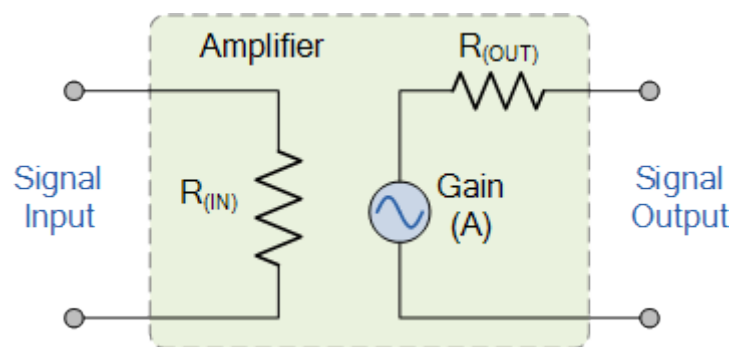 Amplifier
R(OUT)
Signal
Input
R(IN)
Gain
(A)
Signal
Output